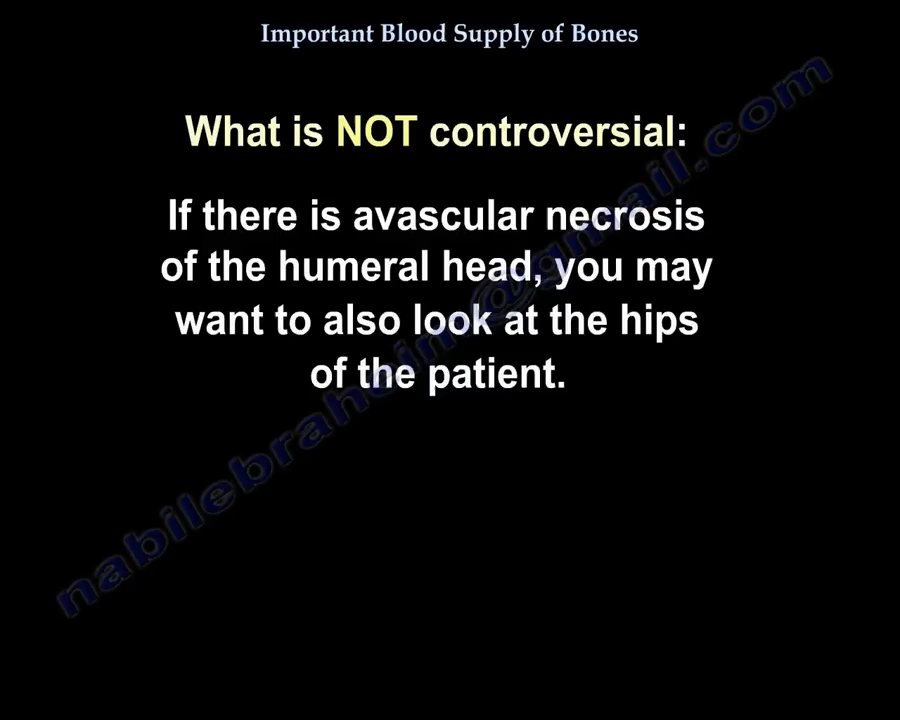 Important Blood Supply of Bones
What is NOT controversial:
If there is avascular necrosis
of the humeral head, you may
want to also look at the hips
of the patient.
nabilebraheim@gmail.com